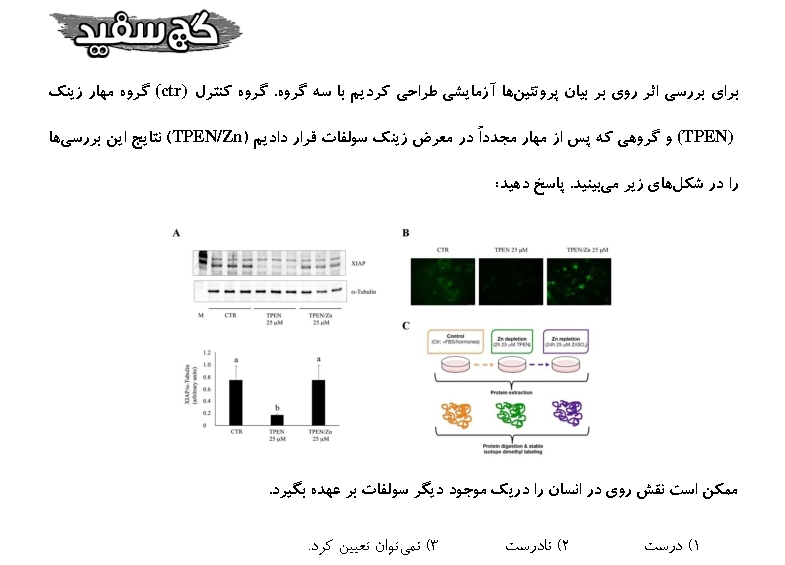 گچ سفید
برای بررسی اثر روی بر بیان پروتئین‌ها آزمایشی طراحی کردیم با سه گروه. گروه کنترل (ctr) گروه مهار زینک
(TPEN) و گروهی که پس از مهار مجدداً در معرض زینک سولفات قرار دادیم (TPEN/Zn) نتایج این بررسی‌ها
را در شکل‌های زیر می‌بینید. پاسخ دهید:
A
XIAP
α-Tubulin
M CTR TPEN TPEN/Zn
25 µM 25 µM
XIAP/α-Tubulin
(arbitrary units)
1.2
1.0
0.8
0.6
0.4
0.2
0
a b a
CTR TPEN TPEN/Zn
25 µM 25 µM
B
CTR TPEN 25 µM TPEN/Zn 25 µM
C
Control Zn depletion Zn repletion
(Ctr; +FBS/hormones) (2h 25 µM TPEN) (24h 25 µM ZnSO₄)
Protein extraction
Protein digestion & stable
isotope dimethyl labeling
ممکن است نقش روی در انسان را دریک موجود دیگر سولفات بر عهده بگیرد.
۱) درست ۲) نادرست ۳) نمی‌توان تعیین کرد.